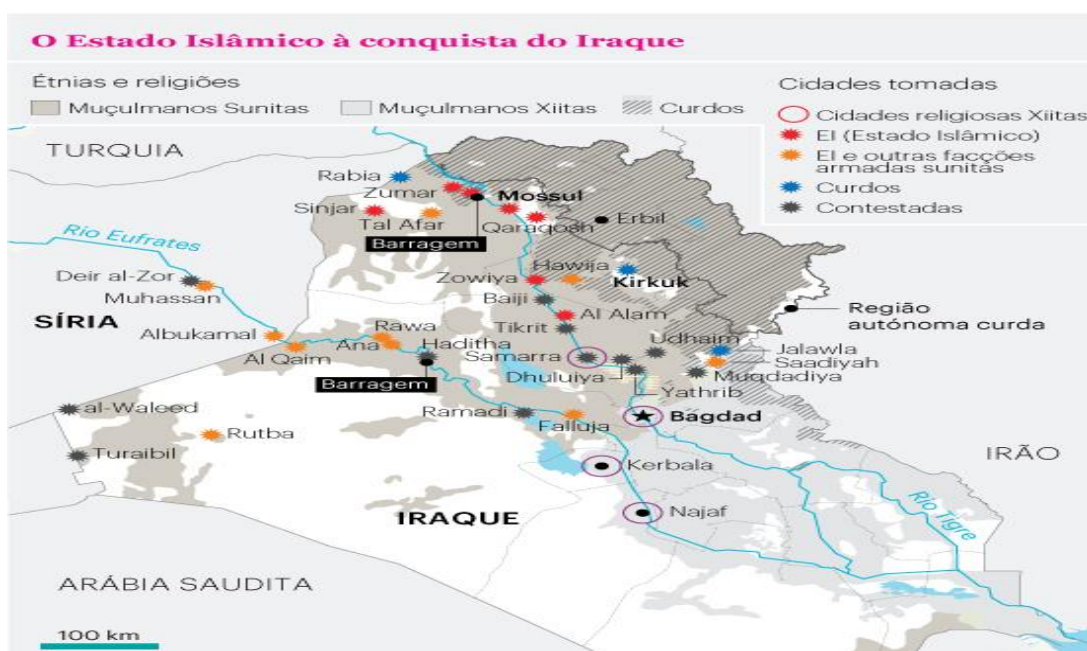 O Estado Islâmico à conquista do Iraque
Étnias e religiões
Muçulmanos Sunitas
Muçulmanos Xiitas
Curdos
Cidades tomadas
Cidades religiosas Xiitas
EI (Estado Islâmico)
EI e outras facções
armadas sunitas
Curdos
Contestadas
TURQUIA
Rabia
Zumar
Mossul
Sinjar
Tal Afar
Qaraqosh
Erbil
Barragem
Rio Eufrates
Deir al-Zor
Muhassan
Zowiya
Hawija
Kirkuk
Baiji
SÍRIA
Al Alam
Região
autónoma curda
Albukamal
Rawa
Tikrit
Udhaim
Ana
Haditha
Samarra
Jalawla
Al Qaim
Saadiyah
Dhuluiya
Muqdadiya
Barragem
Yathrib
al-Waleed
Ramadi
Bagdad
Rutba
Falluja
Turaibil
IRÃO
Kerbala
IRAQUE
Najaf
Rio Tigre
ARÁBIA SAUDITA
100 km